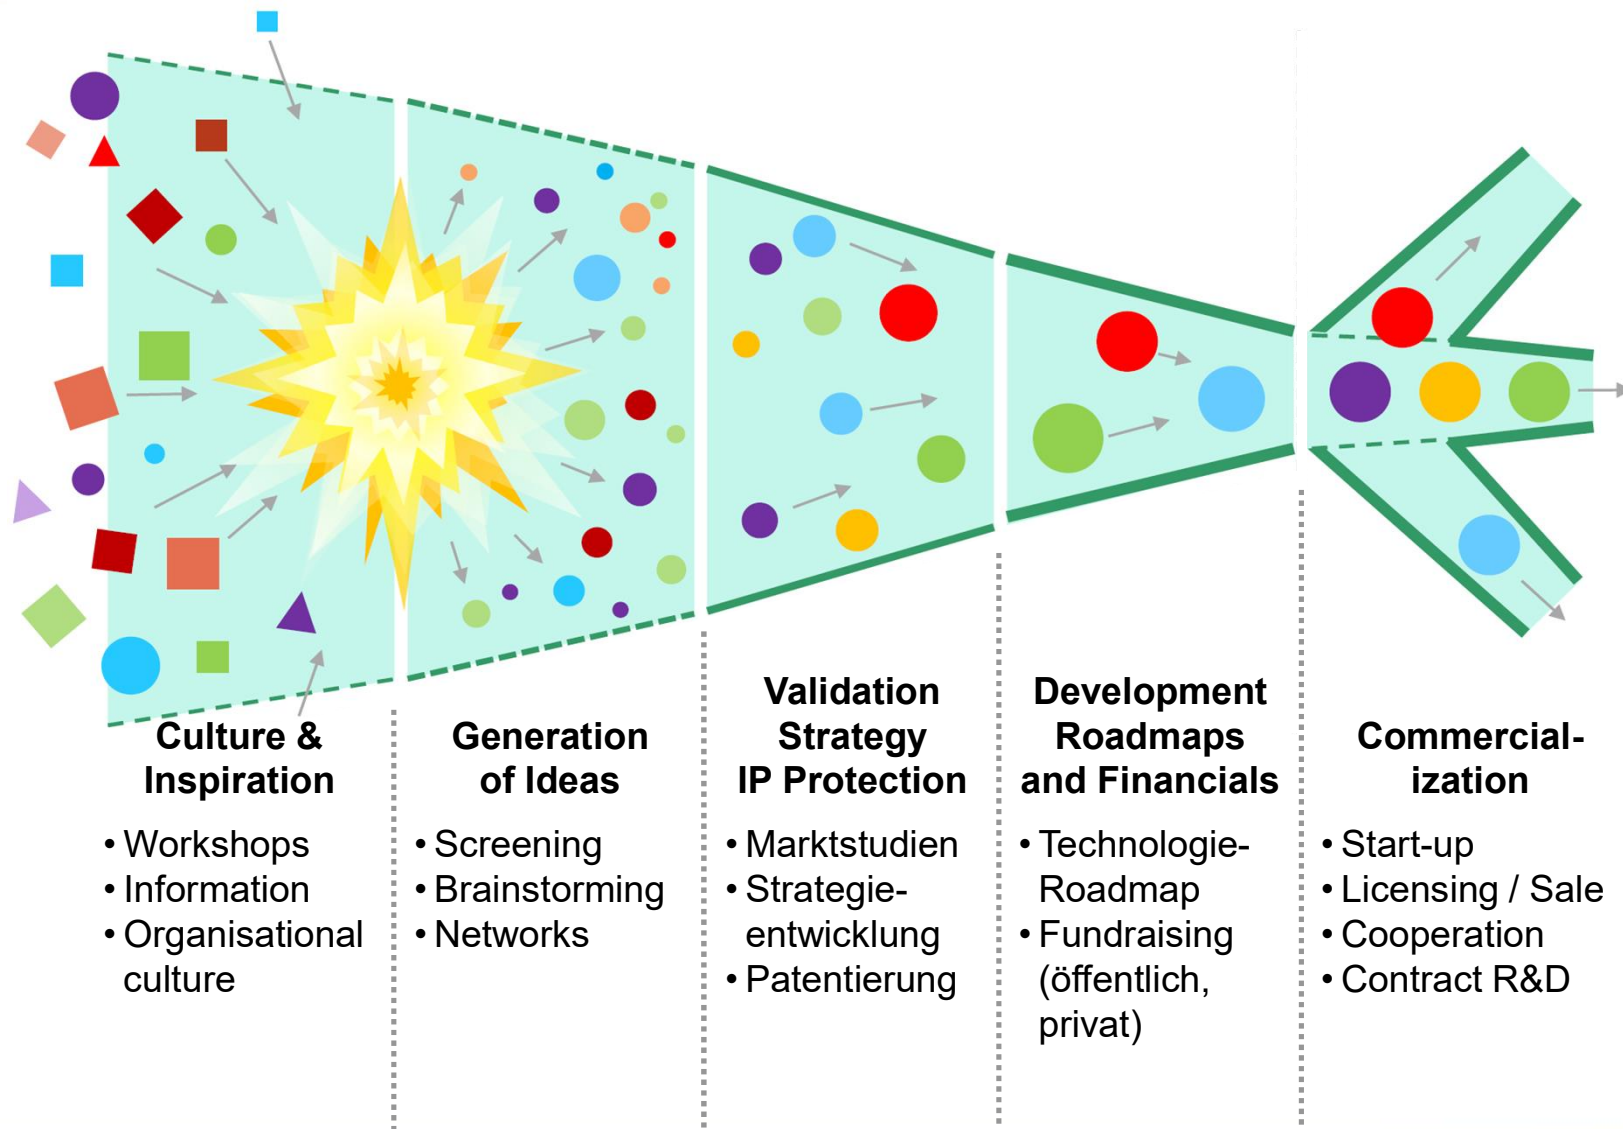 Culture &
Inspiration
• Workshops
• Information
• Organisational
culture
Generation
of Ideas
• Screening
• Brainstorming
• Networks
Validation
Strategy
IP Protection
• Marktstudien
• Strategie-
entwicklung
• Patentierung
Development
Roadmaps
and Financials
• Technologie-
Roadmap
• Fundraising
(öffentlich,
privat)
Commercial-
ization
• Start-up
• Licensing / Sale
• Cooperation
• Contract R&D